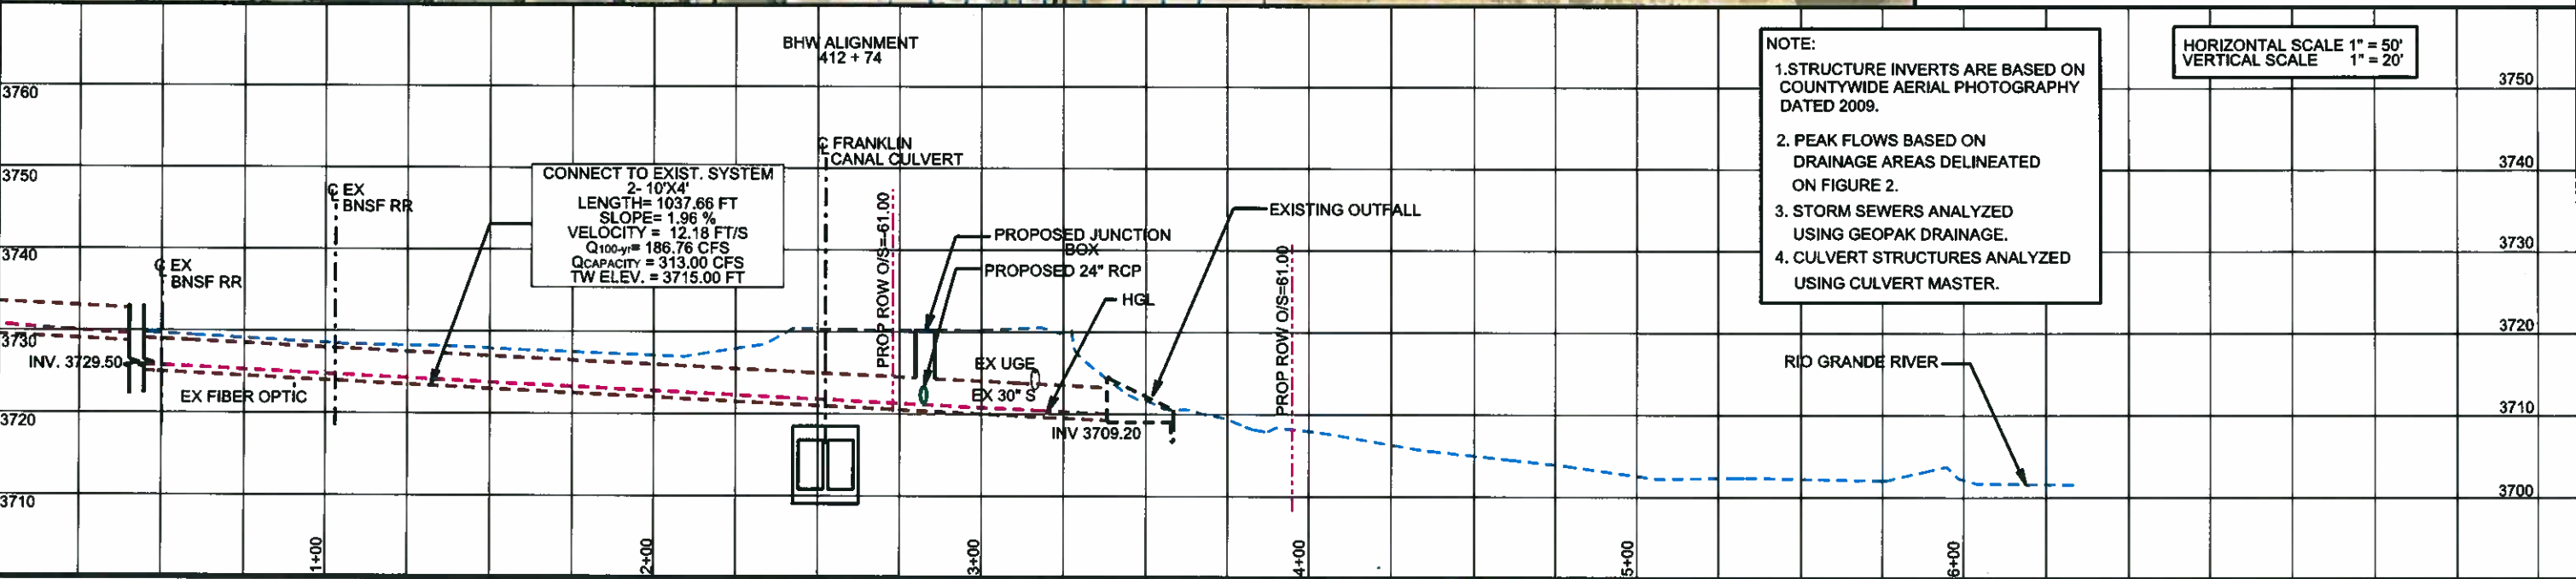 BHW ALIGNMENT
412 + 74
NOTE:
1.STRUCTURE INVERTS ARE BASED ON
COUNTYWIDE AERIAL PHOTOGRAPHY
DATED 2009.
2. PEAK FLOWS BASED ON
DRAINAGE AREAS DELINEATED
ON FIGURE 2.
3. STORM SEWERS ANALYZED
USING GEOPAK DRAINAGE.
4. CULVERT STRUCTURES ANALYZED
USING CULVERT MASTER.
HORIZONTAL SCALE 1" = 50'
VERTICAL SCALE 1" = 20'
3760
3750
3740
3730
3720
3710
3750
3740
3730
3720
3710
3700
℄ FRANKLIN
CANAL CULVERT
℄ EX
BNSF RR
℄ EX
BNSF RR
CONNECT TO EXIST. SYSTEM
2- 10'X4'
LENGTH= 1037.66 FT
SLOPE= 1.96 %
VELOCITY = 12.18 FT/S
Q100-yr= 186.76 CFS
QCAPACITY = 313.00 CFS
TW ELEV. = 3715.00 FT
PROP ROW O/S=-61.00
PROPOSED JUNCTION
BOX
PROPOSED 24" RCP
HGL
EXISTING OUTFALL
PROP ROW O/S=61.00
RIO GRANDE RIVER
INV. 3729.50
EX FIBER OPTIC
EX UGE
EX 30" S
INV 3709.20
1+00
2+00
3+00
4+00
5+00
6+00